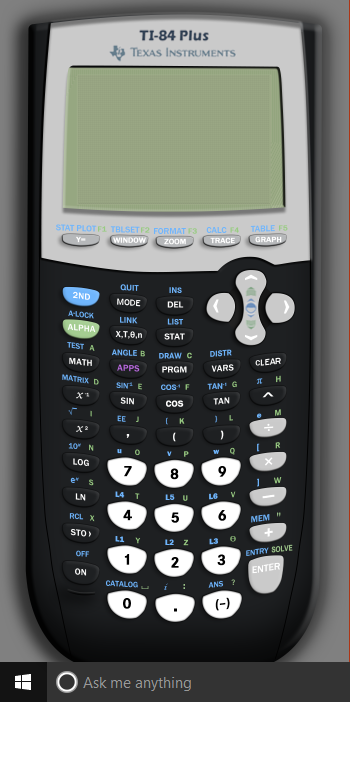 TI-84 Plus
TEXAS INSTRUMENTS
STAT PLOT F1 TBLSET F2 FORMAT F3 CALC F4 TABLE F5
Y= WINDOW ZOOM TRACE GRAPH
QUIT INS
2ND MODE DEL
A-LOCK LINK LIST
ALPHA X,T,θ,n STAT
TEST A ANGLE B DRAW C DISTR
MATH APPS PRGM VARS CLEAR
MATRIX D SIN⁻¹ E COS⁻¹ F TAN⁻¹ G π H
X⁻¹ SIN COS TAN ^
√‾ I EE J { K } L e M
X² , ( ) ÷
10ˣ N u O v P w Q [ R
LOG 7 8 9 ×
eˣ S L4 T L5 U L6 V ] W
LN 4 5 6 −
RCL X L1 Y L2 Z L3 θ MEM "
STO› 1 2 3 +
OFF CATALOG ⎵ i : ANS ? ENTRY SOLVE
ON 0 . (−) ENTER
Ask me anything